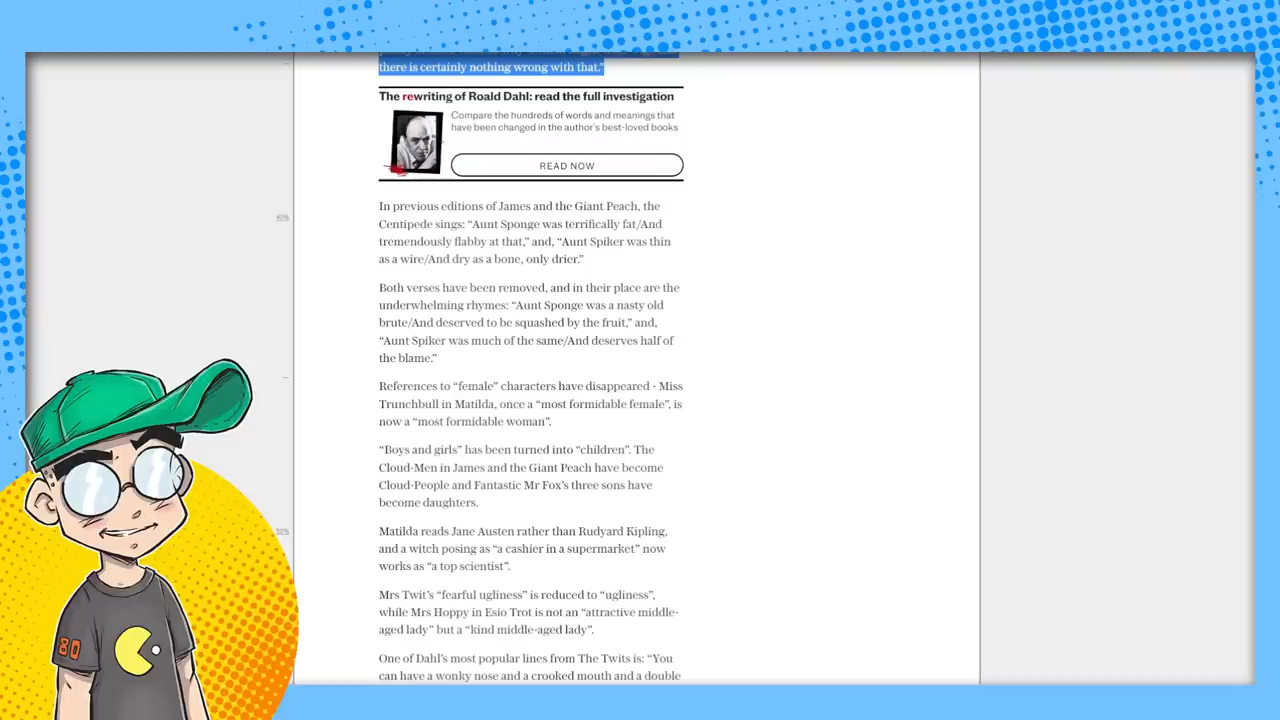 there is certainly nothing wrong with that."
The rewriting of Roald Dahl: read the full investigation
Compare the hundreds of words and meanings that
have been changed in the author's best-loved books
READ NOW
In previous editions of James and the Giant Peach, the
Centipede sings: “Aunt Sponge was terrifically fat/And
tremendously flabby at that,” and, “Aunt Spiker was thin
as a wire/And dry as a bone, only drier.”
Both verses have been removed, and in their place are the
underwhelming rhymes: “Aunt Sponge was a nasty old
brute/And deserved to be squashed by the fruit,” and,
“Aunt Spiker was much of the same/And deserves half of
the blame.”
References to “female” characters have disappeared - Miss
Trunchbull in Matilda, once a “most formidable female”, is
now a “most formidable woman”.
“Boys and girls” has been turned into “children”. The
Cloud-Men in James and the Giant Peach have become
Cloud-People and Fantastic Mr Fox’s three sons have
become daughters.
Matilda reads Jane Austen rather than Rudyard Kipling,
and a witch posing as “a cashier in a supermarket” now
works as “a top scientist”.
Mrs Twit’s “fearful ugliness” is reduced to “ugliness”,
while Mrs Hoppy in Esio Trot is not an “attractive middle-
aged lady” but a “kind middle-aged lady”.
One of Dahl’s most popular lines from The Twits is: “You
can have a wonky nose and a crooked mouth and a double
80